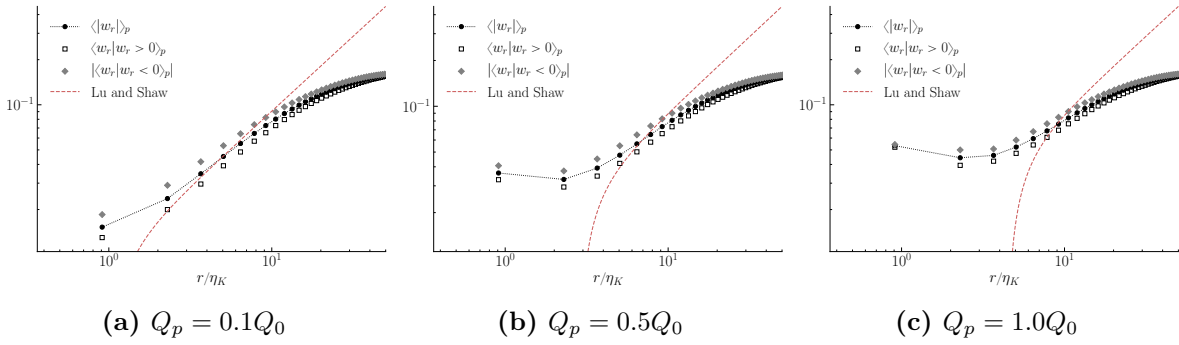 ⟨|w_r|⟩_p
⟨w_r|w_r > 0⟩_p
|⟨w_r|w_r < 0⟩_p|
Lu and Shaw
10^{-1}
10^0
10^1
r/η_K
(a) Q_p = 0.1Q_0
⟨|w_r|⟩_p
⟨w_r|w_r > 0⟩_p
|⟨w_r|w_r < 0⟩_p|
Lu and Shaw
10^{-1}
10^0
10^1
r/η_K
(b) Q_p = 0.5Q_0
⟨|w_r|⟩_p
⟨w_r|w_r > 0⟩_p
|⟨w_r|w_r < 0⟩_p|
Lu and Shaw
10^{-1}
10^0
10^1
r/η_K
(c) Q_p = 1.0Q_0